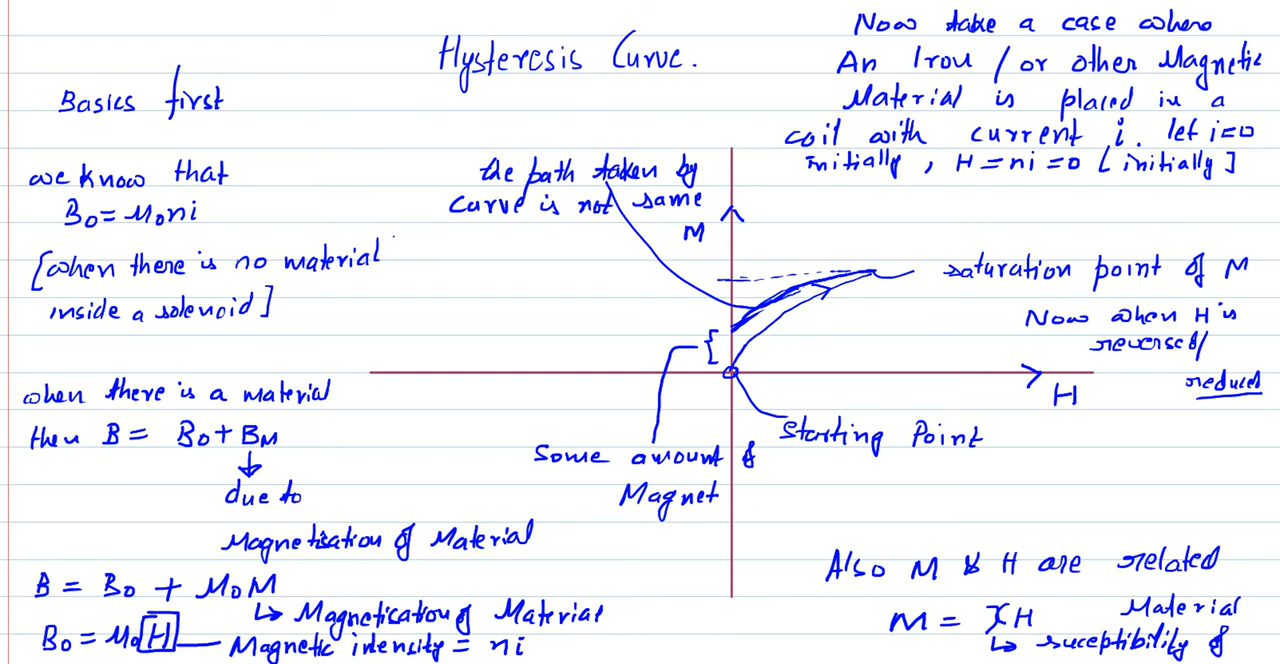 Hysteresis Curve.
Basics first
we know that
B₀ = μ₀ni
[when there is no material
inside a solenoid]
when there is a material
then B = B₀ + B_M
↓
due to
Magnetisation of Material
B = B₀ + μ₀M
↳ Magnetisation of Material
B₀ = μ₀H — Magnetic intensity = ni
the path taken by
curve is not same
M
Some amount of
Magnet
Starting Point
H
saturation point of M
Now when H is
reversed/
reduced
Now take a case where
An Iron / or other Magnetic
Material is placed in a
coil with current i. let i=0
initially, H = ni = 0 [initially]
Also M & H are related
M = χH
↳ suceptibility of
Material